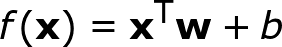 f(𝐱) = 𝐱ᵀ𝐰 + b